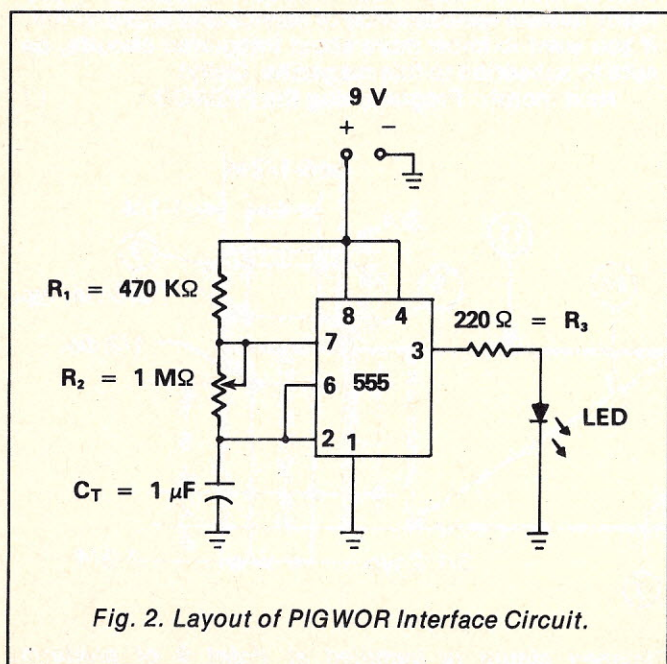 9 V
+ −
R₁ = 470 KΩ
8 4
220 Ω = R₃
7
3
R₂ = 1 MΩ
6 555
LED
2 1
C_T = 1 μF
Fig. 2. Layout of PIGWOR Interface Circuit.